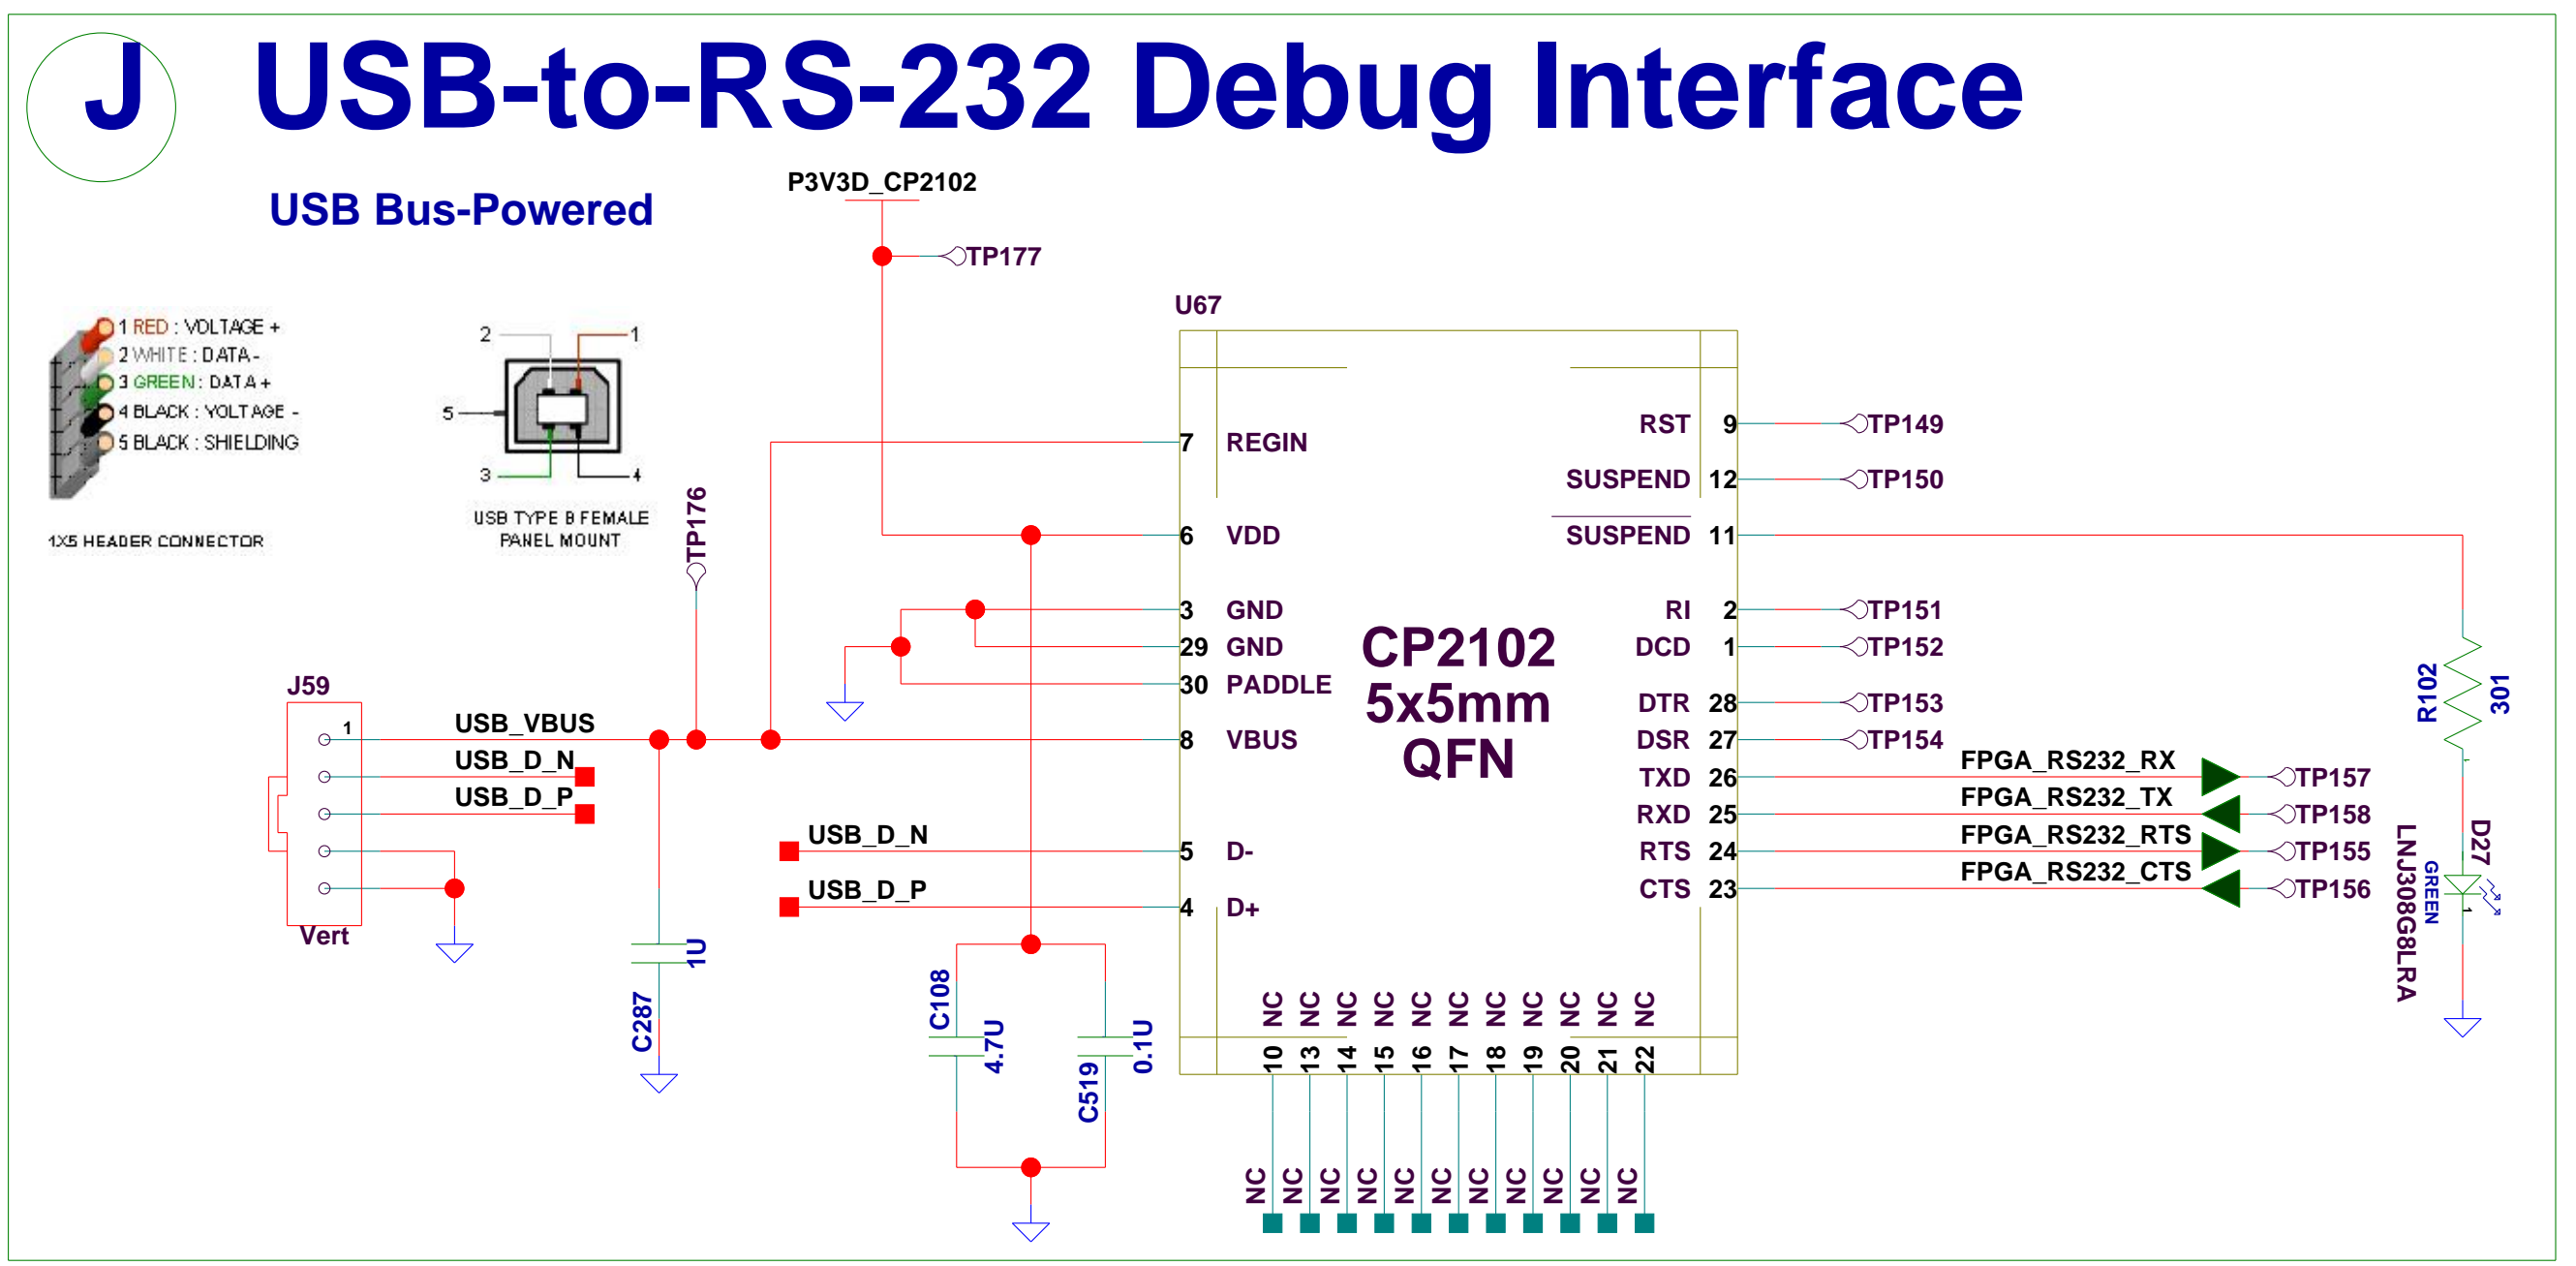 J USB-to-RS-232 Debug Interface
USB Bus-Powered
P3V3D_CP2102
TP177
1 RED : VOLTAGE +
2 WHITE : DATA -
3 GREEN : DATA +
4 BLACK : VOLTAGE -
5 BLACK : SHIELDING
1X5 HEADER CONNECTOR
2
1
5
3
4
USB TYPE B FEMALE
PANEL MOUNT
TP176
J59
1
Vert
USB_VBUS
USB_D_N
USB_D_P
1U
C287
USB_D_N
USB_D_P
C108
4.7U
C519
0.1U
U67
7 REGIN
6 VDD
3 GND
29 GND
30 PADDLE
8 VBUS
5 D-
4 D+
CP2102
5x5mm
QFN
RST 9 TP149
SUSPEND 12 TP150
SUSPEND 11
RI 2 TP151
DCD 1 TP152
DTR 28 TP153
DSR 27 TP154
TXD 26 FPGA_RS232_RX TP157
RXD 25 FPGA_RS232_TX TP158
RTS 24 FPGA_RS232_RTS TP155
CTS 23 FPGA_RS232_CTS TP156
NC NC NC NC NC NC NC NC NC NC NC
10 13 14 15 16 17 18 19 20 21 22
NC NC NC NC NC NC NC NC NC NC NC
R102
301
1
D27
GREEN
LNJ308G8LRA
1